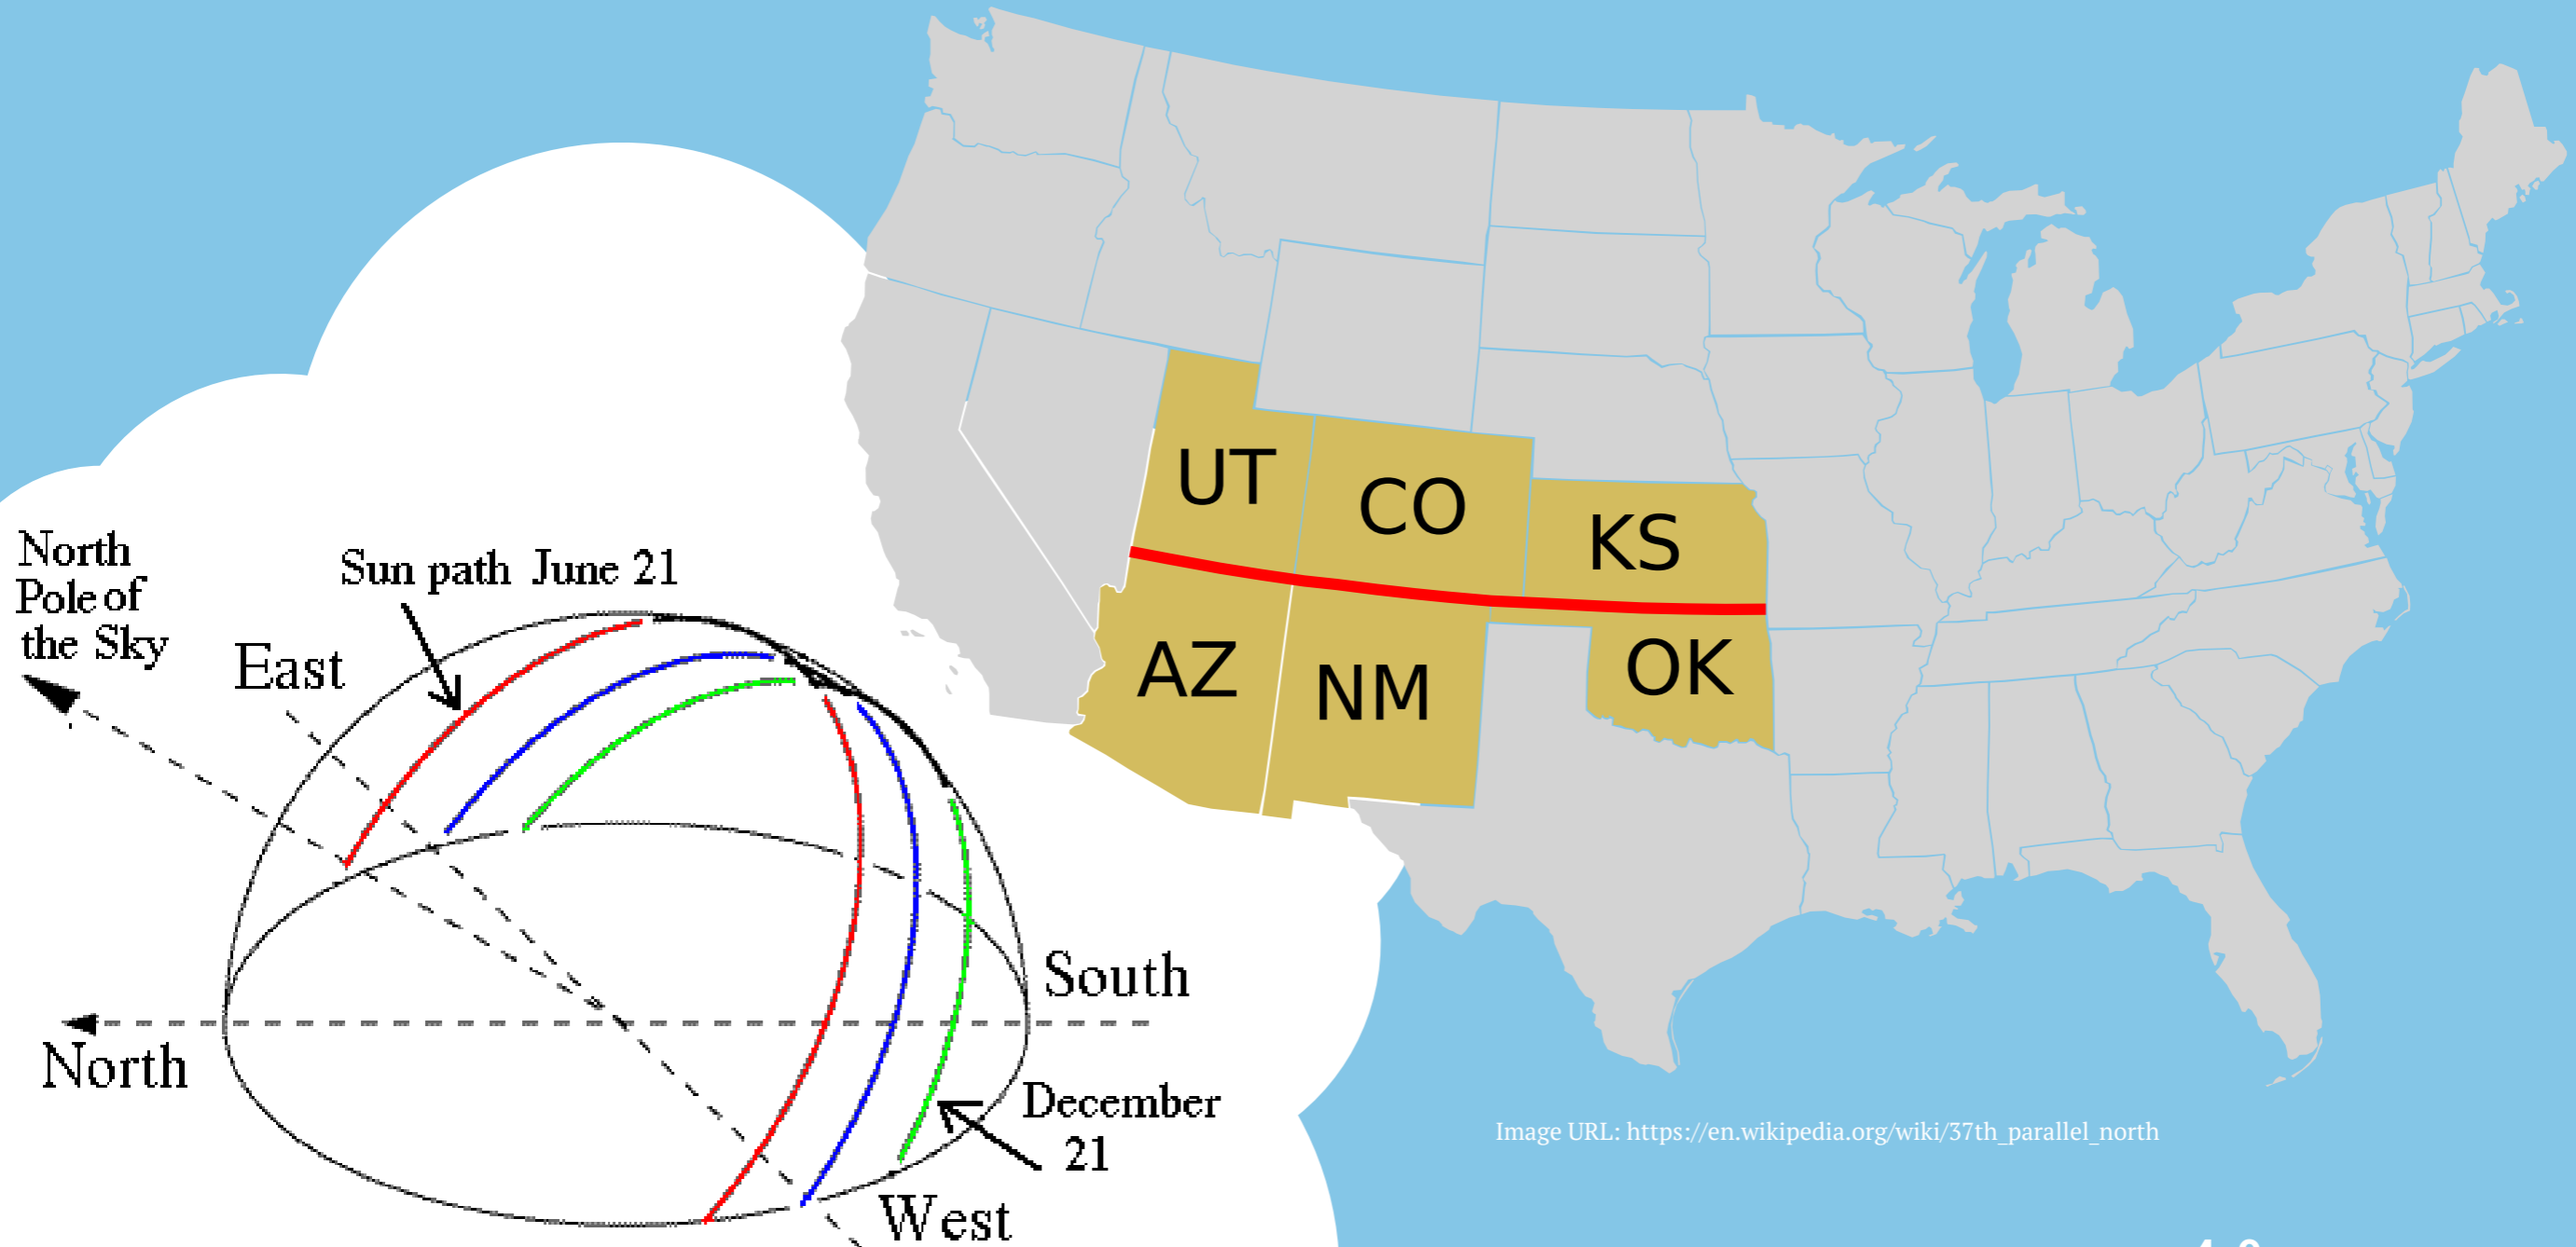 North
Pole of
the Sky
Sun path June 21
East
North
South
December
21
West
UT
CO
KS
AZ
NM
OK
Image URL: https://en.wikipedia.org/wiki/37th_parallel_north